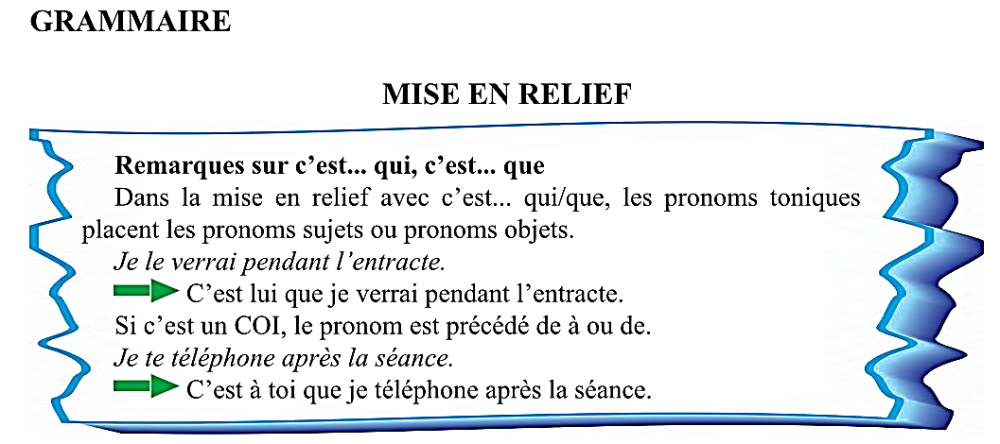 GRAMMAIRE
MISE EN RELIEF
Remarques sur c’est... qui, c’est... que
Dans la mise en relief avec c’est... qui/que, les pronoms toniques
placent les pronoms sujets ou pronoms objets.
Je le verrai pendant l’entracte.
C’est lui que je verrai pendant l’entracte.
Si c’est un COI, le pronom est précédé de à ou de.
Je te téléphone après la séance.
C’est à toi que je téléphone après la séance.